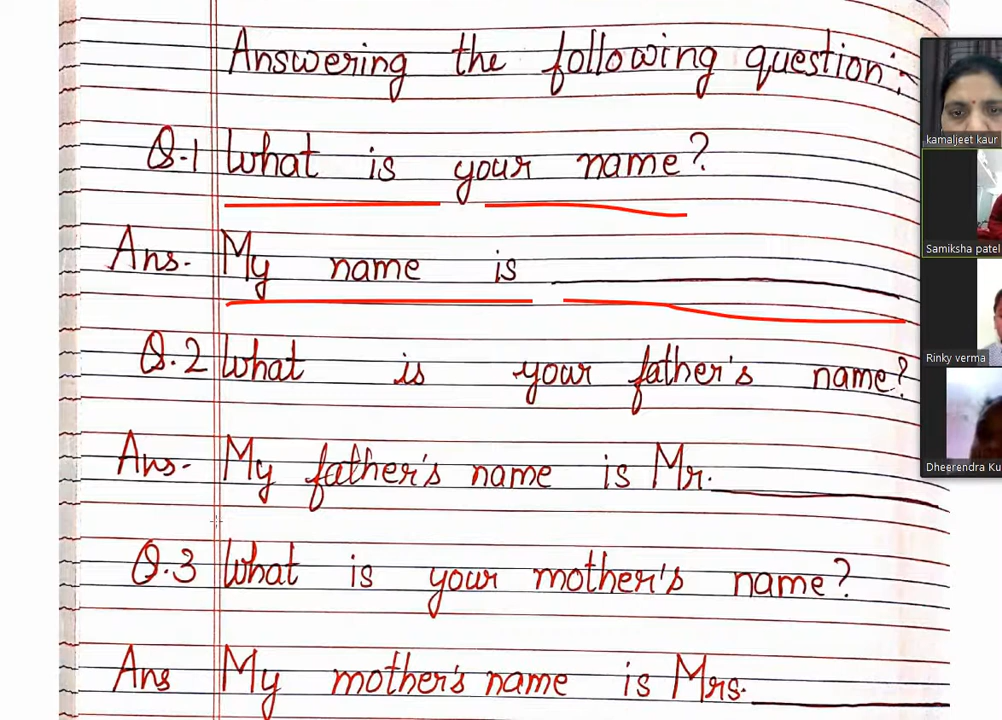 Answering the following question:-
Q.1 What is your name?
Ans. My name is
Q.2 What is your father's name?
Ans. My father's name is Mr.
Q.3 What is your mother's name?
Ans My mother's name is Mrs.
kamaljeet kaur
Samiksha patel
Rinky verma
Dheerendra Ku